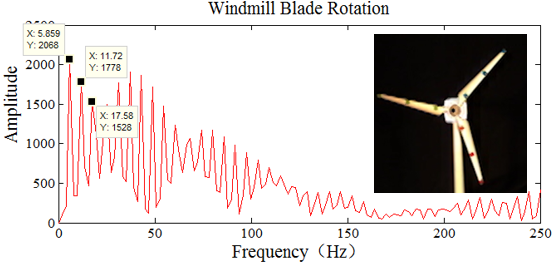 Windmill Blade Rotation
2500
X: 5.859
Y: 2068
X: 11.72
Y: 1778
X: 17.58
Y: 1528
2000
1500
1000
500
0
Amplitude
0 50 100 150 200 250
Frequency（Hz）